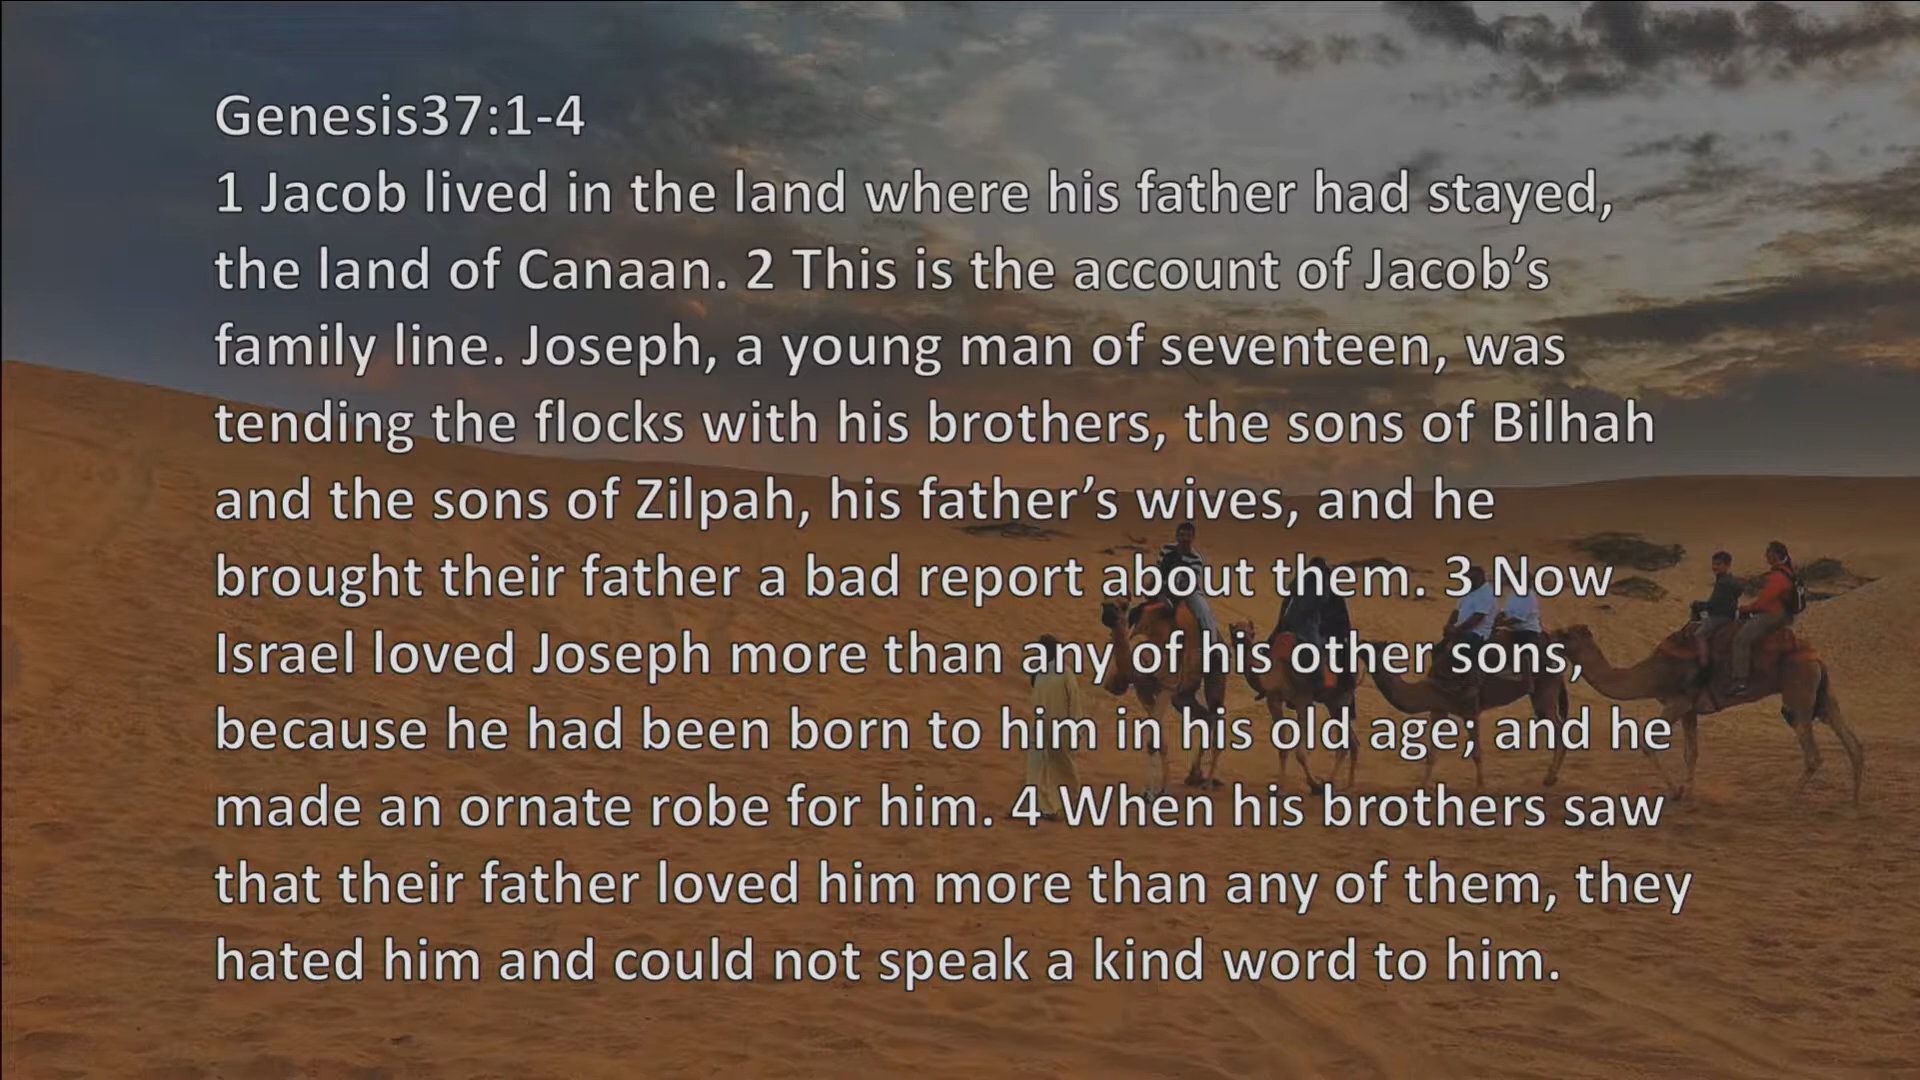 Genesis37:1-4
1 Jacob lived in the land where his father had stayed,
the land of Canaan. 2 This is the account of Jacob’s
family line. Joseph, a young man of seventeen, was
tending the flocks with his brothers, the sons of Bilhah
and the sons of Zilpah, his father’s wives, and he
brought their father a bad report about them. 3 Now
Israel loved Joseph more than any of his other sons,
because he had been born to him in his old age; and he
made an ornate robe for him. 4 When his brothers saw
that their father loved him more than any of them, they
hated him and could not speak a kind word to him.